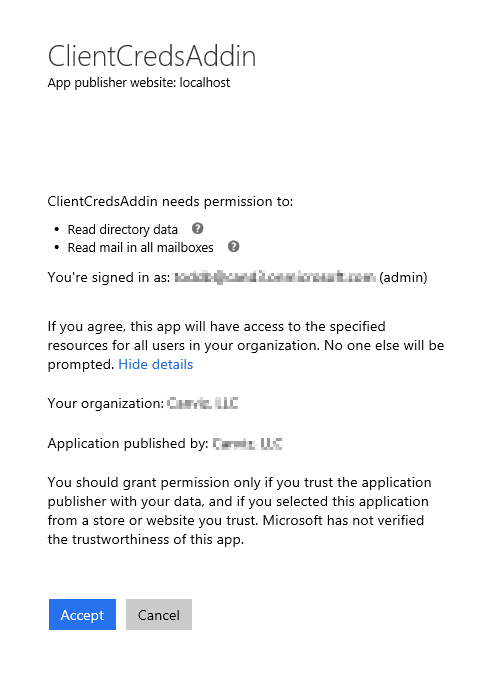 ClientCredsAddin
App publisher website: localhost
ClientCredsAddin needs permission to:
• Read directory data ?
• Read mail in all mailboxes ?
You're signed in as: (admin)
If you agree, this app will have access to the specified
resources for all users in your organization. No one else will be
prompted. Hide details
Your organization:
Application published by:
You should grant permission only if you trust the application
publisher with your data, and if you selected this application
from a store or website you trust. Microsoft has not verified
the trustworthiness of this app.
Accept Cancel